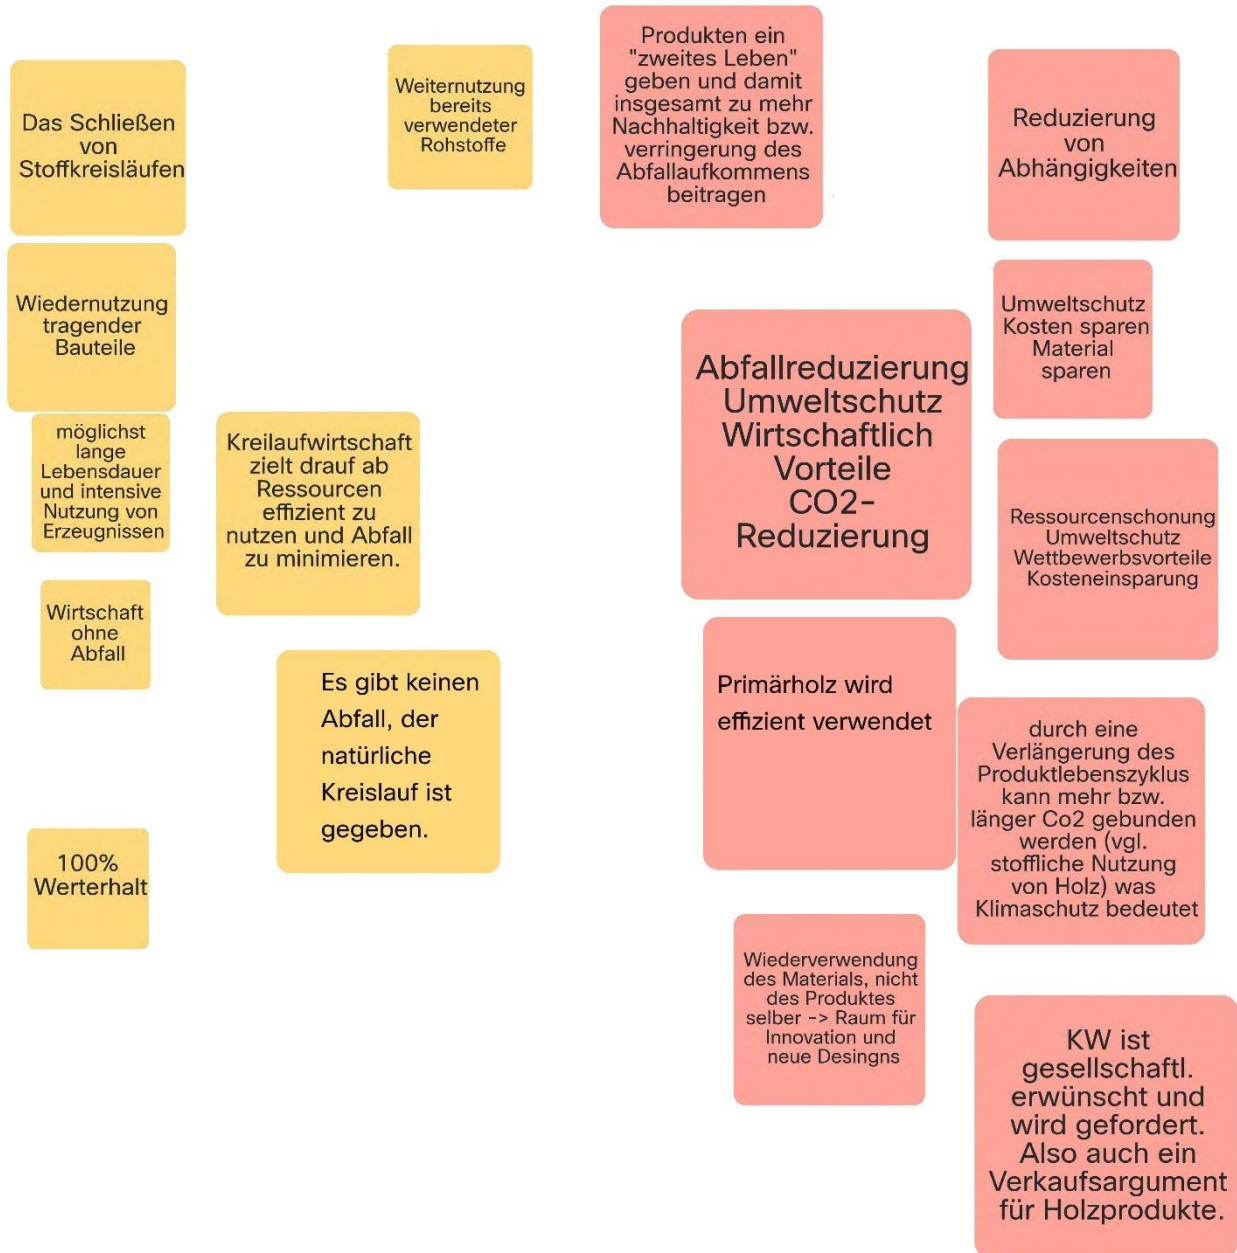 Das Schließen
von
Stoffkreisläufen
Wiedernutzung
tragender
Bauteile
möglichst
lange
Lebensdauer
und intensive
Nutzung von
Erzeugnissen
Wirtschaft
ohne
Abfall
100%
Werterhalt
Weiternutzung
bereits
verwendeter
Rohstoffe
Kreilaufwirtschaft
zielt drauf ab
Ressourcen
effizient zu
nutzen und Abfall
zu minimieren.
Es gibt keinen
Abfall, der
natürliche
Kreislauf ist
gegeben.
Produkten ein
"zweites Leben"
geben und damit
insgesamt zu mehr
Nachhaltigkeit bzw.
verringerung des
Abfallaufkommens
beitragen
Abfallreduzierung
Umweltschutz
Wirtschaftlich
Vorteile
CO2-
Reduzierung
Primärholz wird
effizient verwendet
Wiederverwendung
des Materials, nicht
des Produktes
selber -> Raum für
Innovation und
neue Desingns
Reduzierung
von
Abhängigkeiten
Umweltschutz
Kosten sparen
Material
sparen
Ressourcenschonung
Umweltschutz
Wettbewerbsvorteile
Kosteneinsparung
durch eine
Verlängerung des
Produktlebenszyklus
kann mehr bzw.
länger Co2 gebunden
werden (vgl.
stoffliche Nutzung
von Holz) was
Klimaschutz bedeutet
KW ist
gesellschaftl.
erwünscht und
wird gefordert.
Also auch ein
Verkaufsargument
für Holzprodukte.